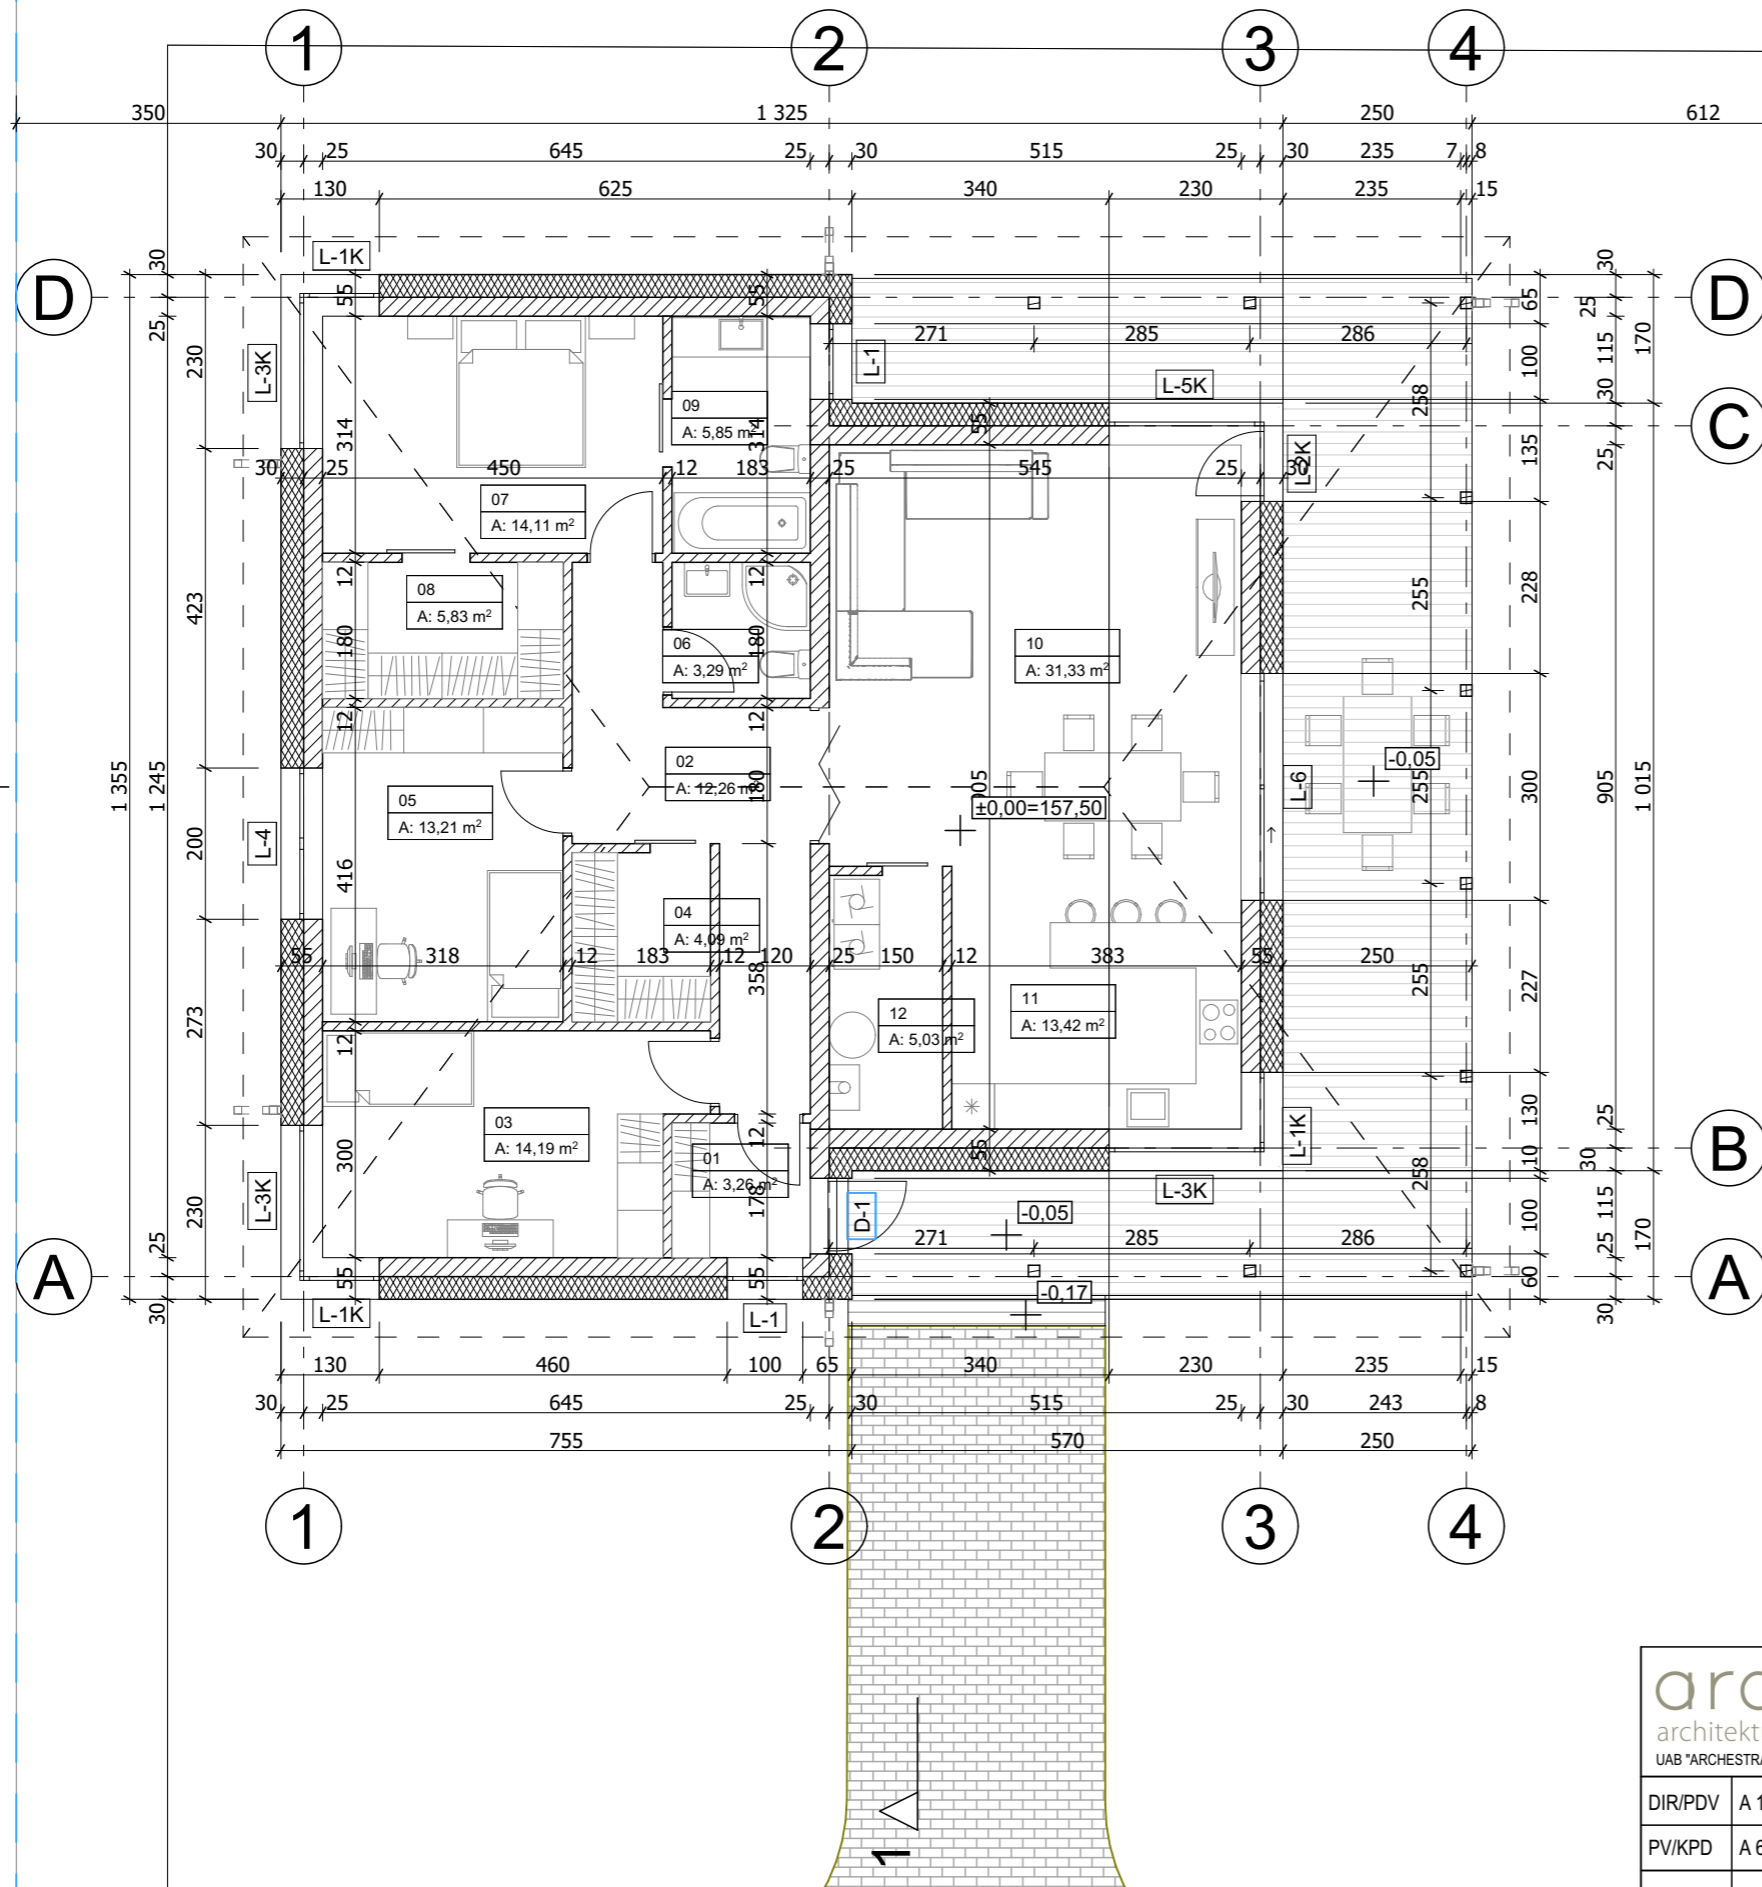 1 2 3 4
350 1 325 250 612
30 25 645 25 30 515 25 30 235 7 8
130 625 340 230 235 15
L-1K
D D
30 55 25 55 30 65 25
271 285 286
L-3K L-1 L-5K
230 100 115 170
258 30
C
09
A: 5,85 m²
314 314 55
L-2K 135 25
30 25 450 12 183 25 545 25 30
07
A: 14,11 m²
12 12
08
A: 5,83 m²
423 255 228
180 180
06
A: 3,29 m²
10
A: 31,33 m²
12 12
02
A: 12,26 m²
180
-0,05
1 355 1 245 905 L-6 255 300 905 1 015
05
A: 13,21 m²
±0,00=157,50
L-4 200
416
04
A: 4,09 m²
55 318 12 183 12 120 25 150 12 383 55 250
358 255 227
273
12
A: 5,03 m²
11
A: 13,42 m²
12
03
A: 14,19 m²
12 130 25
01
A: 3,26 m²
300 55 L-1K 10 30
B
L-3K 230 178 L-3K 258
D-1 -0,05 100 115 170
271 285 286
25 55 55 60 25
A A
-0,17
30 30
L-1K L-1
130 460 100 65 340 230 235 15
30 25 645 25 30 515 25 30 243 8
755 570 250
1 2 3 4
1
architekt
UAB "ARCHESTRA
DIR/PDV A 1
PV/KPD A 6